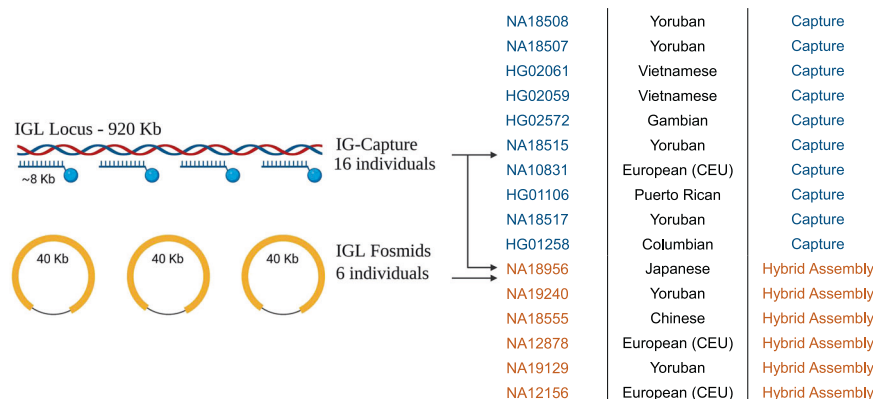 IGL Locus - 920 Kb
~8 Kb
IG-Capture
16 individuals
40 Kb
40 Kb
40 Kb
IGL Fosmids
6 individuals
NA18508 Yoruban Capture
NA18507 Yoruban Capture
HG02061 Vietnamese Capture
HG02059 Vietnamese Capture
HG02572 Gambian Capture
NA18515 Yoruban Capture
NA10831 European (CEU) Capture
HG01106 Puerto Rican Capture
NA18517 Yoruban Capture
HG01258 Columbian Capture
NA18956 Japanese Hybrid Assembly
NA19240 Yoruban Hybrid Assembly
NA18555 Chinese Hybrid Assembly
NA12878 European (CEU) Hybrid Assembly
NA19129 Yoruban Hybrid Assembly
NA12156 European (CEU) Hybrid Assembly